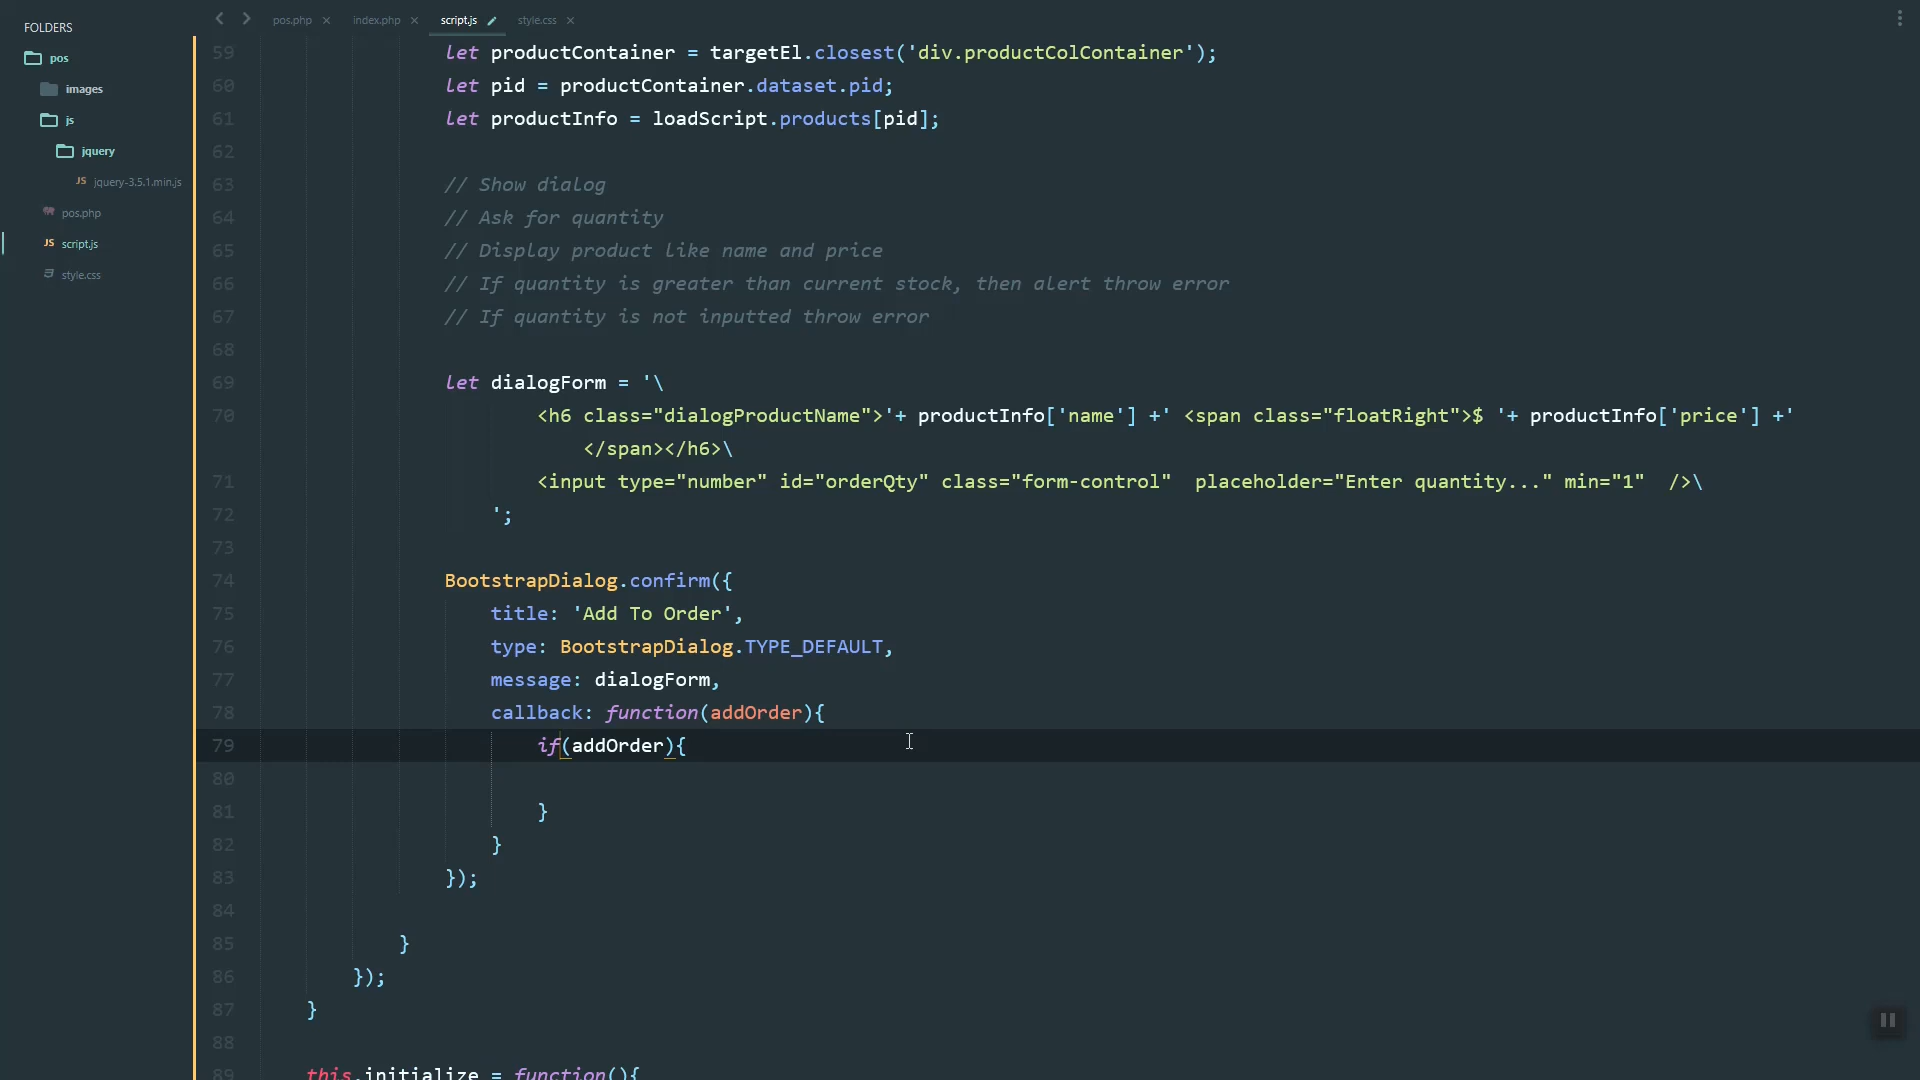 FOLDERS
pos
images
js
jquery
JS jquery-3.5.1.min.js
pos.php
JS script.js
style.css
pos.php × index.php × script.js style.css ×
59 let productContainer = targetEl.closest('div.productColContainer');
60 let pid = productContainer.dataset.pid;
61 let productInfo = loadScript.products[pid];
62
63 // Show dialog
64 // Ask for quantity
65 // Display product like name and price
66 // If quantity is greater than current stock, then alert throw error
67 // If quantity is not inputted throw error
68
69 let dialogForm = '\
70 <h6 class="dialogProductName">'+ productInfo['name'] +' <span class="floatRight">$ '+ productInfo['price'] +'
</span></h6>\
71 <input type="number" id="orderQty" class="form-control"  placeholder="Enter quantity..." min="1"  />\
72 ';
73
74 BootstrapDialog.confirm({
75 title: 'Add To Order',
76 type: BootstrapDialog.TYPE_DEFAULT,
77 message: dialogForm,
78 callback: function(addOrder){
79 if(addOrder){
80
81 }
82 }
83 });
84
85 }
86 });
87 }
88
89 this.initialize = function(){